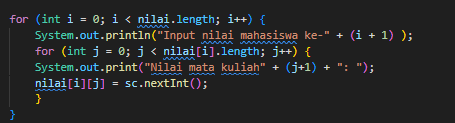 for (int i = 0; i < nilai.length; i++) {
System.out.println("Input nilai mahasiswa ke-" + (i + 1) );
for (int j = 0; j < nilai[i].length; j++) {
System.out.print("Nilai mata kuliah" + (j+1) + ": ");
nilai[i][j] = sc.nextInt();
}
}